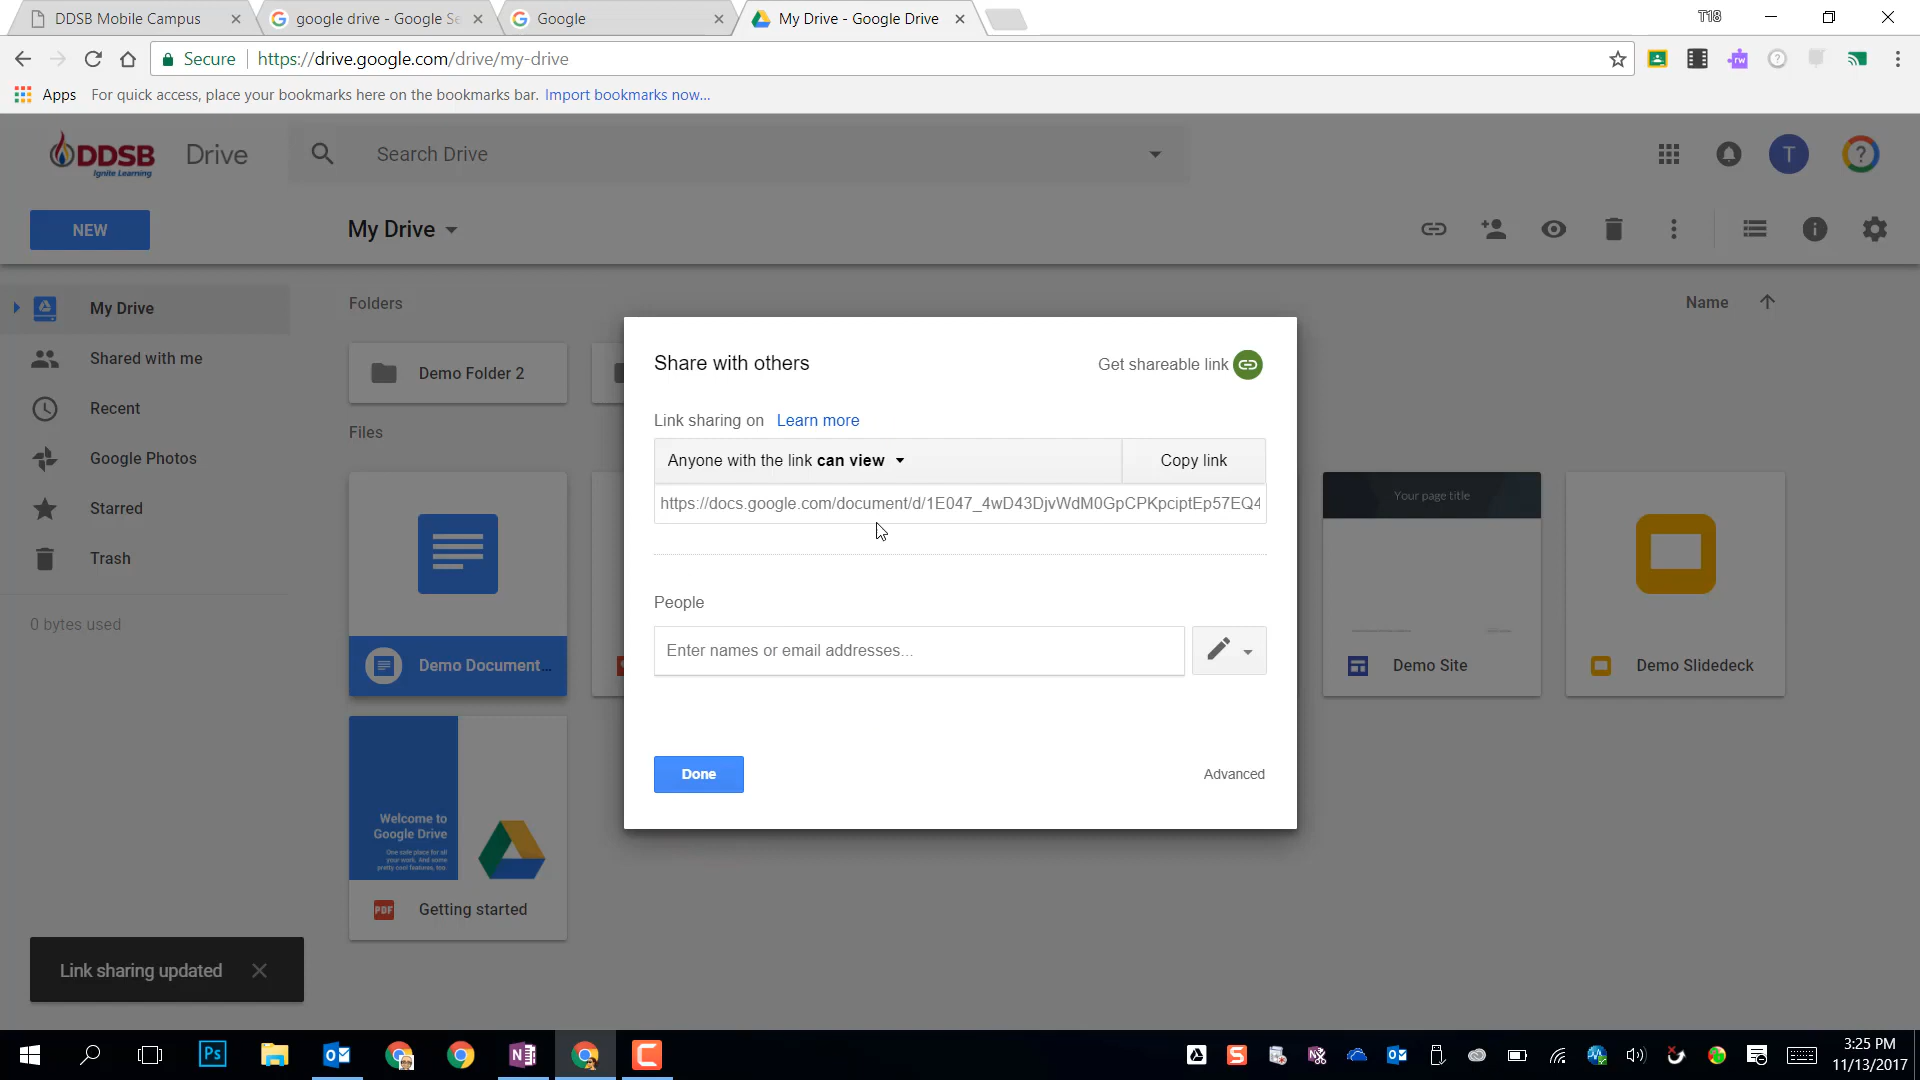 DDSB Mobile Campus
google drive - Google Se
Google
My Drive - Google Drive
T18
Secure
https://drive.google.com/drive/my-drive
Apps
For quick access, place your bookmarks here on the bookmarks bar. Import bookmarks now...
DDSB
Ignite Learning
Drive
Search Drive
T
?
NEW
My Drive
My Drive
Shared with me
Recent
Google Photos
Starred
Trash
0 bytes used
Folders
Name
Demo Folder 2
Files
Demo Document...
Your page title
Demo Site
Demo Slidedeck
Welcome to
Google Drive
One safe place for all
your work. And some
pretty cool features, too.
PDF
Getting started
Share with others
Get shareable link
Link sharing on Learn more
Anyone with the link can view
Copy link
https://docs.google.com/document/d/1E047_4wD43DjvWdM0GpCPKpciptEp57EQ4
People
Enter names or email addresses...
Done
Advanced
Link sharing updated
Ps
3:25 PM
11/13/2017